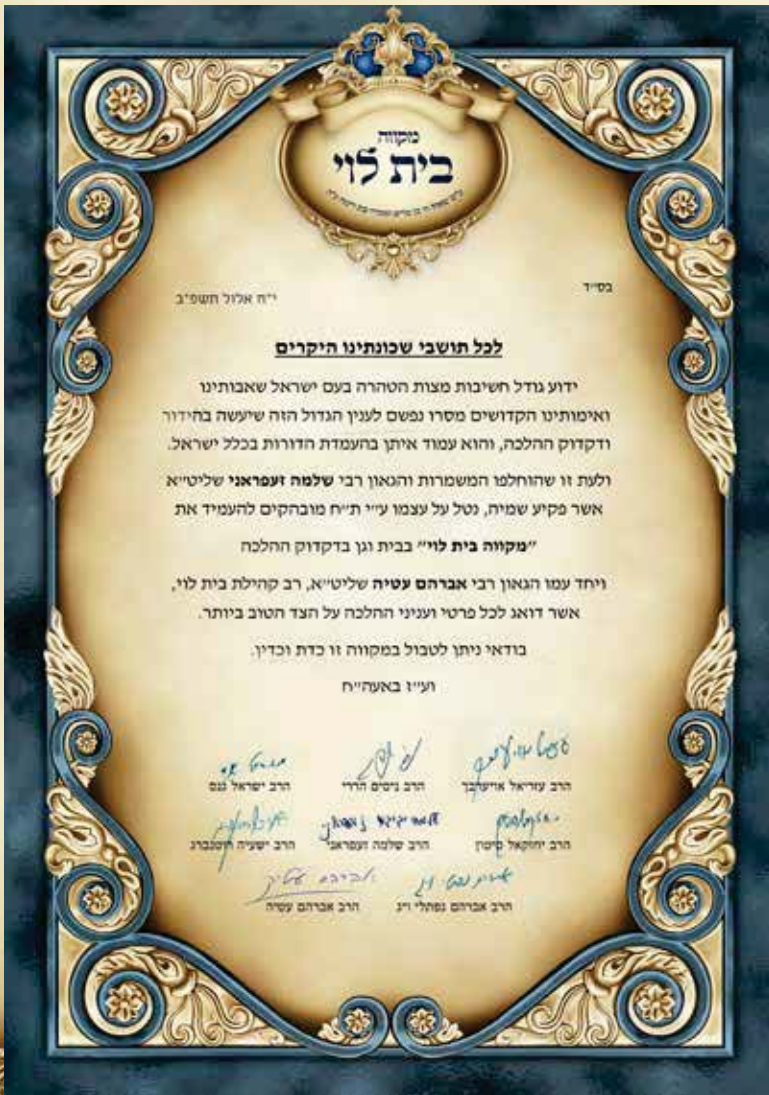 מקווה
בית לוי
בס״ד
י״ח אלול תשפ״ב
לכל תושבי שכונתינו היקרים
ידוע גודל חשיבות מצות הטהרה בעם ישראל שאבותינו
ואימותינו הקדושים מסרו נפשם לענין הגדול הזה שיעשה בהידור
ודקדוק ההלכה, והוא עמוד איתן בהעמדת הדורות בכלל ישראל.
ולעת זו שהוחלפו המשמרות והגאון רבי שלמה זעפראני שליט״א
אשר פקיע שמיה, נטל על עצמו ע״י ת״ח מובהקים להעמיד את
״מקווה בית לוי״ בבית וגן בדקדוק ההלכה
ויחד עמו הגאון רבי אברהם עטיה שליט״א, רב קהילת בית לוי,
אשר דואג לכל פרטי ועניני ההלכה על הצד הטוב ביותר.
בודאי ניתן לטבול במקווה זו כדת וכדין.
וע״ז באעה״ח
הרב עזריאל אויערבך הרב ניסים הררי הרב ישראל גנס
הרב יחזקאל הרב שלמה זעפראני הרב ישעיה
הרב אברהם נפתלי הרב אברהם עטיה